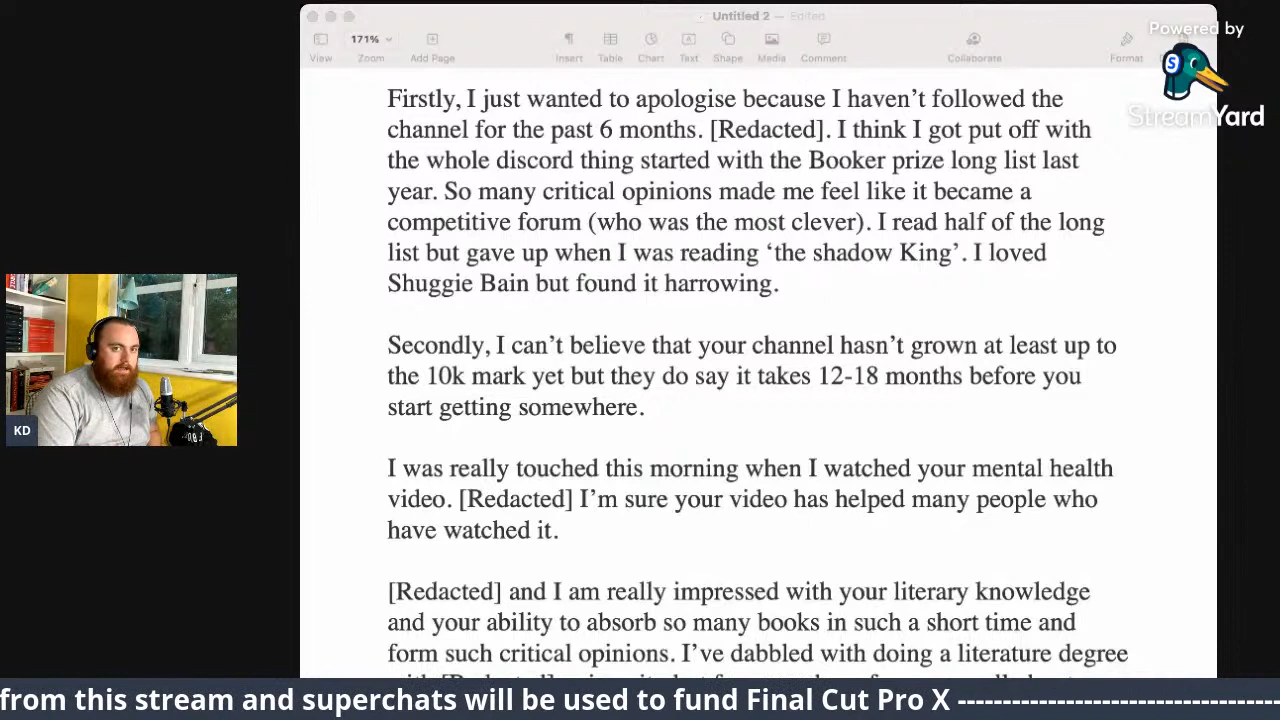 Untitled 2 — Edited
171%
View Zoom Add Page Insert Table Chart Text Shape Media Comment Collaborate Format
Powered by
StreamYard
Firstly, I just wanted to apologise because I haven’t followed the
channel for the past 6 months. [Redacted]. I think I got put off with
the whole discord thing started with the Booker prize long list last
year. So many critical opinions made me feel like it became a
competitive forum (who was the most clever). I read half of the long
list but gave up when I was reading ‘the shadow King’. I loved
Shuggie Bain but found it harrowing.
Secondly, I can’t believe that your channel hasn’t grown at least up to
the 10k mark yet but they do say it takes 12-18 months before you
start getting somewhere.
I was really touched this morning when I watched your mental health
video. [Redacted] I’m sure your video has helped many people who
have watched it.
[Redacted] and I am really impressed with your literary knowledge
and your ability to absorb so many books in such a short time and
form such critical opinions. I’ve dabbled with doing a literature degree
KD
from this stream and superchats will be used to fund Final Cut Pro X ------------------------------------